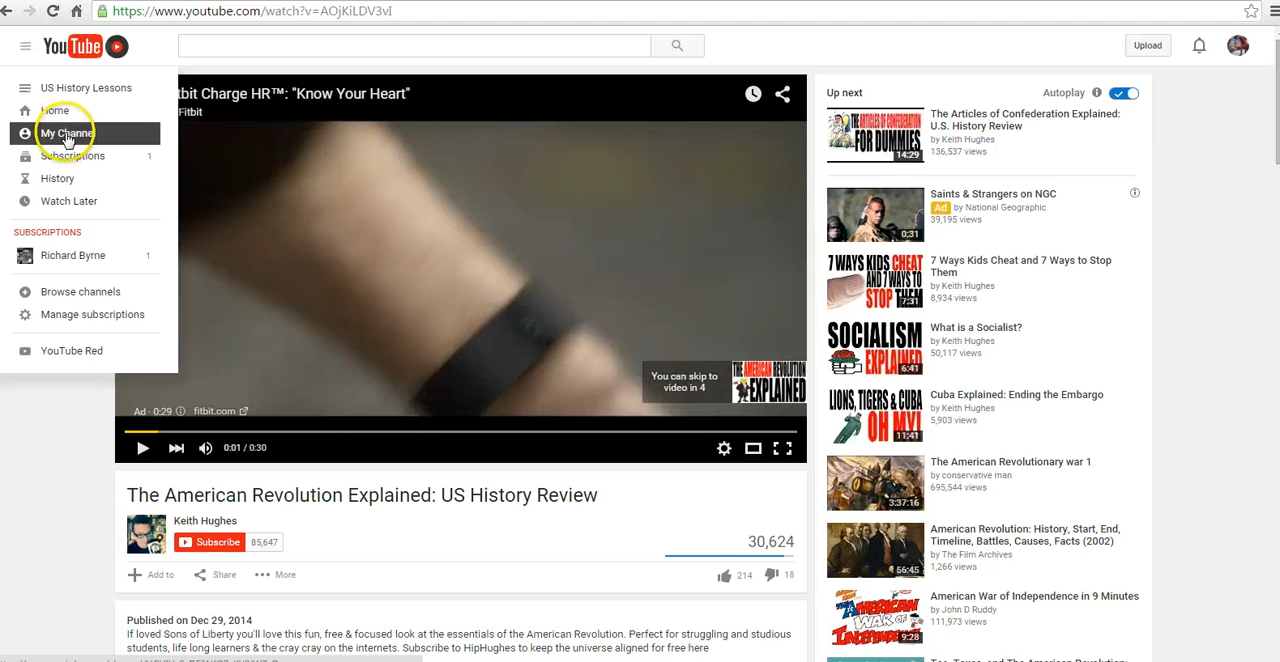 https://www.youtube.com/watch?v=AOjKiLDV3vI
YouTube
Upload
US History Lessons
Home
My Channel
Subscriptions 1
History
Watch Later
SUBSCRIPTIONS
Richard Byrne 1
Browse channels
Manage subscriptions
YouTube Red
tbit Charge HR™: "Know Your Heart"
Fitbit
You can skip to
video in 4
THE AMERICAN
REVOLUTION
EXPLAINED
Ad · 0:29
fitbit.com
0:01 / 0:30
The American Revolution Explained: US History Review
Keith Hughes
Subscribe 85,647
30,624
Add to Share More
214 18
Published on Dec 29, 2014
If loved Sons of Liberty you'll love this fun, free & focused look at the essentials of the American Revolution. Perfect for struggling and studious
students, life long learners & the cray cray on the internets. Subscribe to HipHughes to keep the universe aligned for free here
Up next
Autoplay
THE ARTICLES OF CONFEDERATION
FOR DUMMIES
14:29
The Articles of Confederation Explained:
U.S. History Review
by Keith Hughes
136,537 views
0:31
Saints & Strangers on NGC
Ad by National Geographic
39,195 views
7 WAYS KIDS CHEAT
AND 7 WAYS
TO STOP
THEM
7:31
7 Ways Kids Cheat and 7 Ways to Stop
Them
by Keith Hughes
8,934 views
SOCIALISM
EXPLAINED
6:41
What is a Socialist?
by Keith Hughes
50,117 views
LIONS, TIGERS & CUBA
OH MY!
11:41
Cuba Explained: Ending the Embargo
by Keith Hughes
5,903 views
3:37:16
The American Revolutionary war 1
by conservative man
695,544 views
56:45
American Revolution: History, Start, End,
Timeline, Battles, Causes, Facts (2002)
by The Film Archives
1,266 views
AMERICAN
WAR OF
INDEPENDENCE
9:28
American War of Independence in 9 Minutes
by John D Ruddy
111,973 views